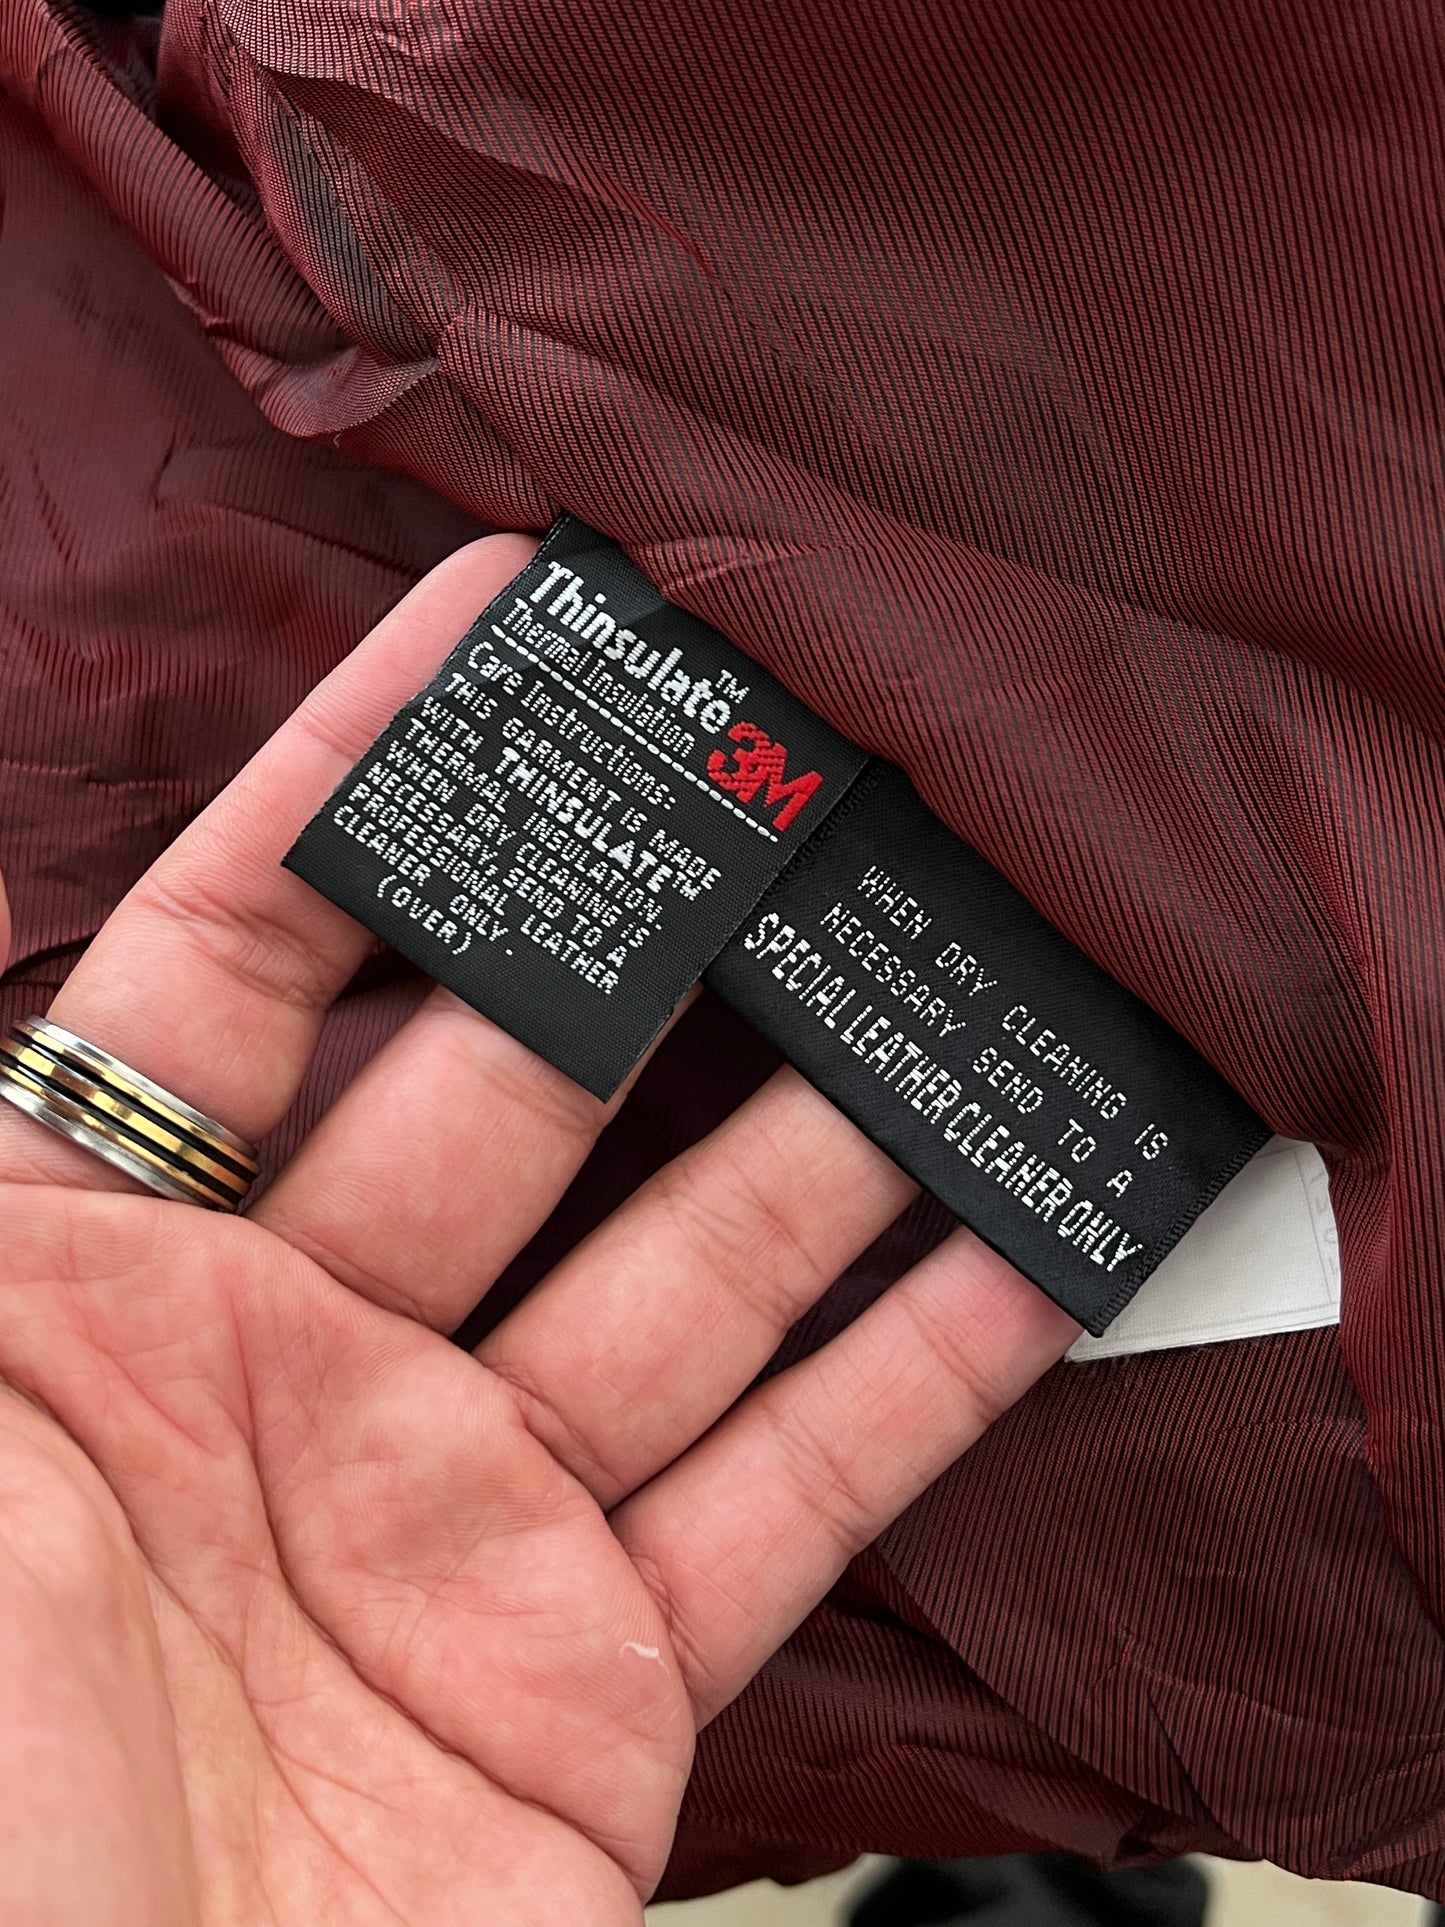 Thinsulate™
Thermal Insulation
3M
Care Instructions:
THIS GARMENT IS MADE
WITH THINSULATE™
THERMAL INSULATION.
WHEN DRY CLEANING IS
NECESSARY, SEND TO A
PROFESSIONAL LEATHER
CLEANER ONLY.
(OVER)
WHEN DRY CLEANING IS
NECESSARY SEND TO A
SPECIAL LEATHER CLEANER ONLY